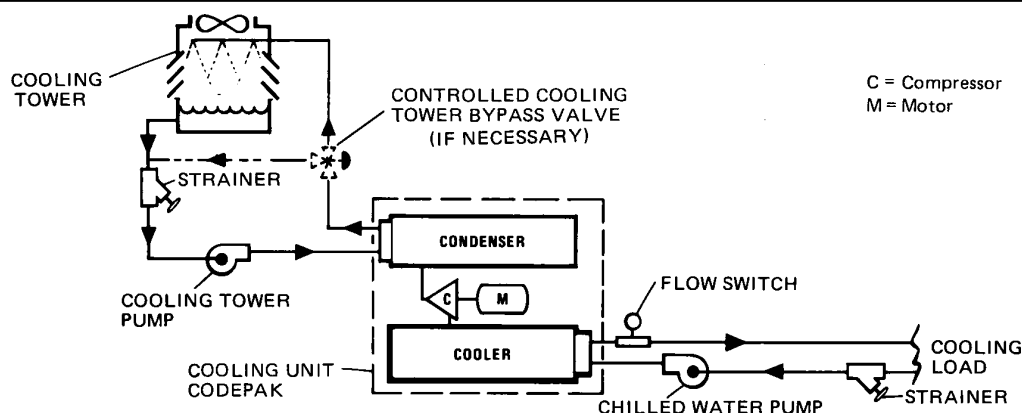 COOLING
TOWER
CONTROLLED COOLING
TOWER BYPASS VALVE
(IF NECESSARY)
C = Compressor
M = Motor
STRAINER
CONDENSER
COOLING TOWER
PUMP
C
M
FLOW SWITCH
COOLER
COOLING UNIT
CODEPAK
COOLING
LOAD
CHILLED WATER PUMP
STRAINER